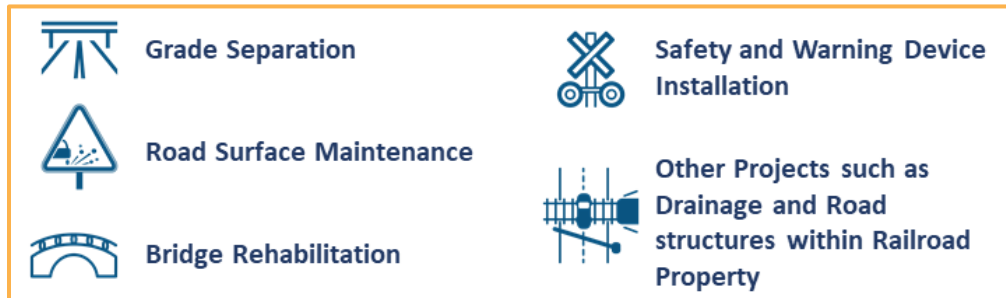 Grade Separation
Road Surface Maintenance
Bridge Rehabilitation
Safety and Warning Device
Installation
Other Projects such as
Drainage and Road
structures within Railroad
Property